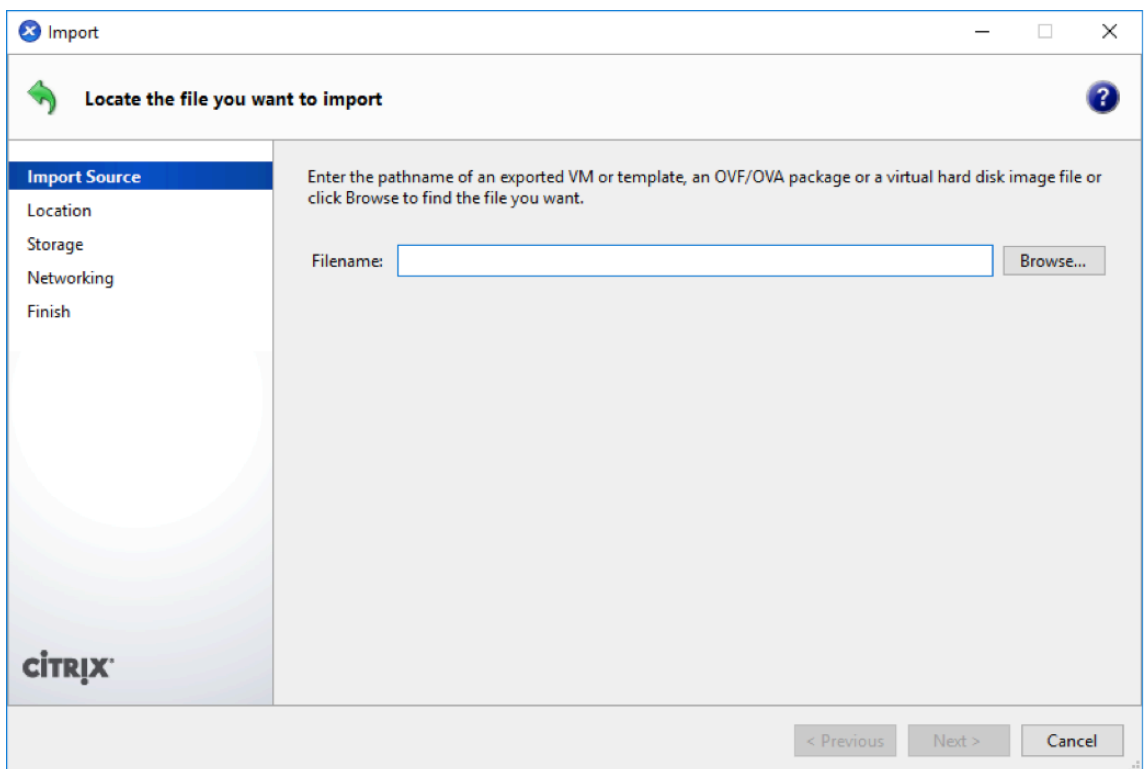 Import
Locate the file you want to import
?
Import Source
Location
Storage
Networking
Finish
Enter the pathname of an exported VM or template, an OVF/OVA package or a virtual hard disk image file or
click Browse to find the file you want.
Filename:
Browse...
CİTRIX
< Previous
Next >
Cancel